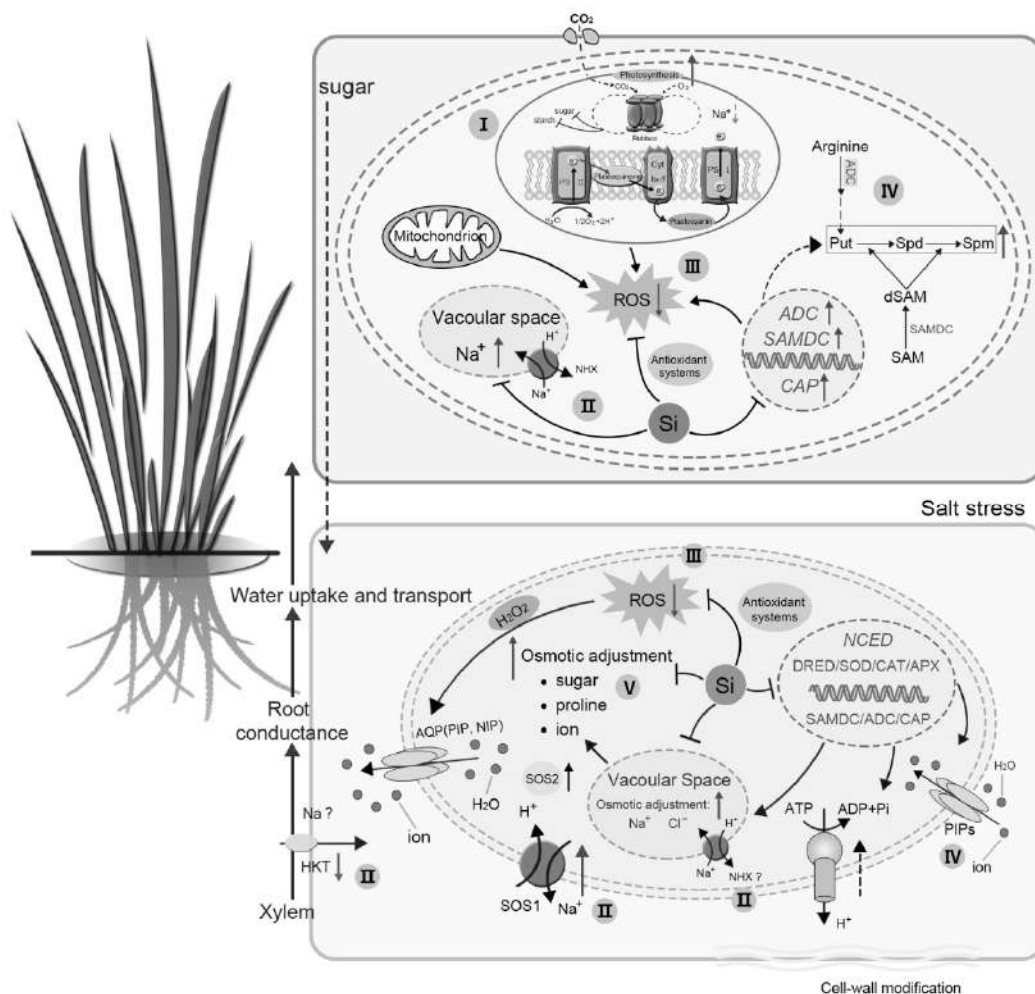 CO2
sugar
Photosynthesis
CO2
O2
sugar
starch
Rubisco
Na+
I
e-
PS II
Plastoquinone
Cyt
b6/f
e-
PS I
e-
H2O
1/2O2+2H+
Plastocyanin
Arginine
ADC
IV
Put
Spd
Spm
dSAM
SAMDC
SAM
Mitochondrion
III
ROS
Vacoular space
Na+
H+
NHX
Na+
II
Antioxidant
systems
Si
ADC
SAMDC
CAP
Salt stress
III
ROS
Antioxidant
systems
H2O2
Water uptake and transport
Osmotic adjustment
• sugar
• proline
• ion
V
Si
NCED
DRED/SOD/CAT/APX
SAMDC/ADC/CAP
Root
conductance
AQP(PIP, NIP)
H2O
ion
SOS2
H+
Vacoular Space
Osmotic adjustment:
Na+ Cl−
H+
Na+
NHX ?
II
ATP
ADP+Pi
H2O
PIPs
IV
ion
Na ?
HKT
II
Xylem
SOS1
Na+
II
H+
Cell-wall modification